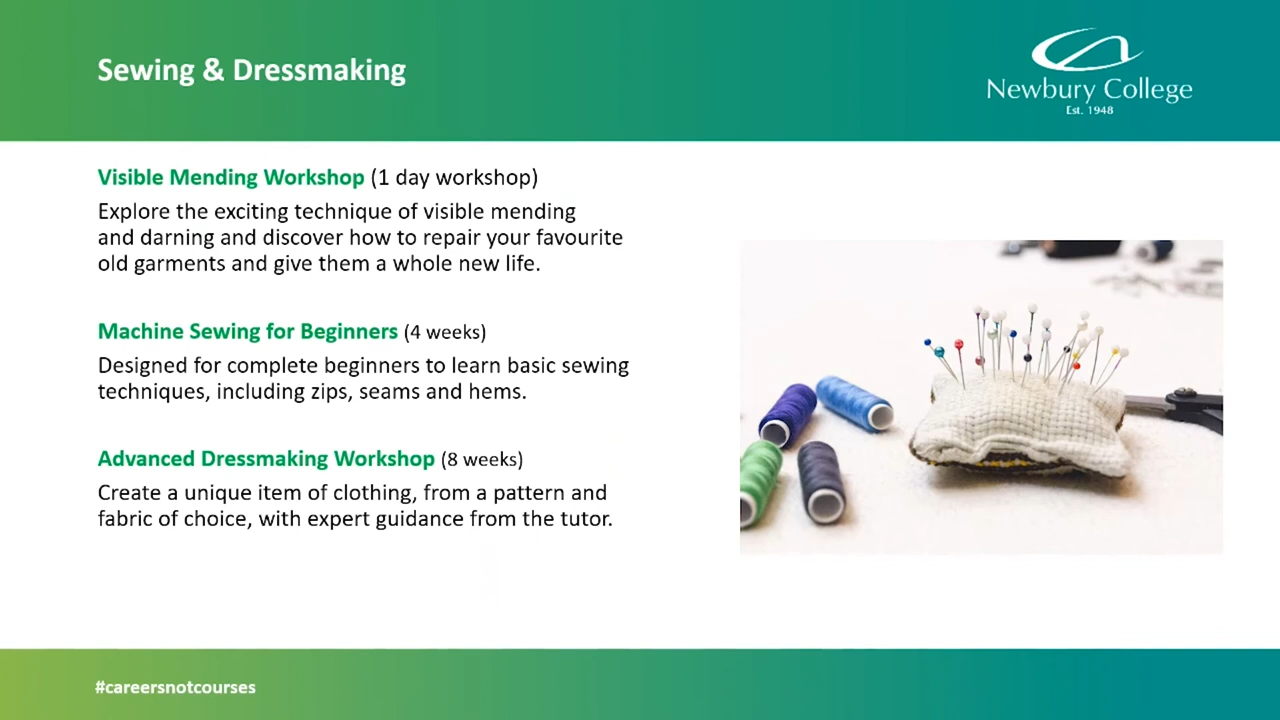 Sewing & Dressmaking
Newbury College
Est. 1948
Visible Mending Workshop (1 day workshop)
Explore the exciting technique of visible mending
and darning and discover how to repair your favourite
old garments and give them a whole new life.
Machine Sewing for Beginners (4 weeks)
Designed for complete beginners to learn basic sewing
techniques, including zips, seams and hems.
Advanced Dressmaking Workshop (8 weeks)
Create a unique item of clothing, from a pattern and
fabric of choice, with expert guidance from the tutor.
#careersnotcourses